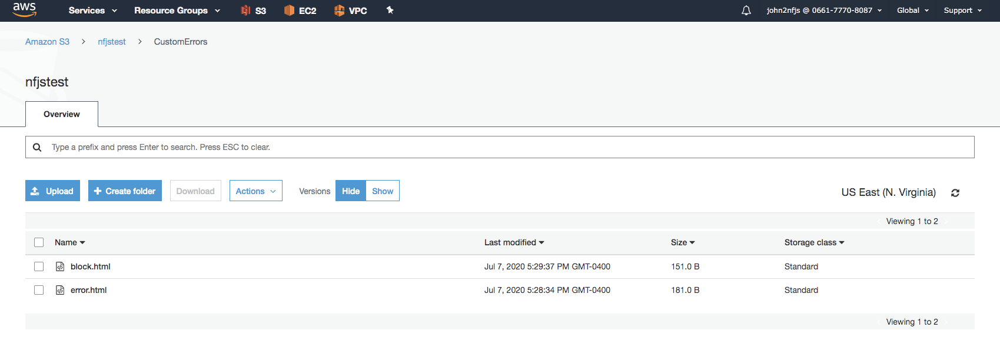 aws Services Resource Groups S3 EC2 VPC john2nfjs @ 0661-7770-8087 Global Support
Amazon S3 > nfjstest > CustomErrors
nfjstest
Overview
Type a prefix and press Enter to search. Press ESC to clear.
Upload + Create folder Download Actions Versions Hide Show US East (N. Virginia)
Viewing 1 to 2
Name Last modified Size Storage class
block.html Jul 7, 2020 5:29:37 PM GMT-0400 151.0 B Standard
error.html Jul 7, 2020 5:28:34 PM GMT-0400 181.0 B Standard
Viewing 1 to 2